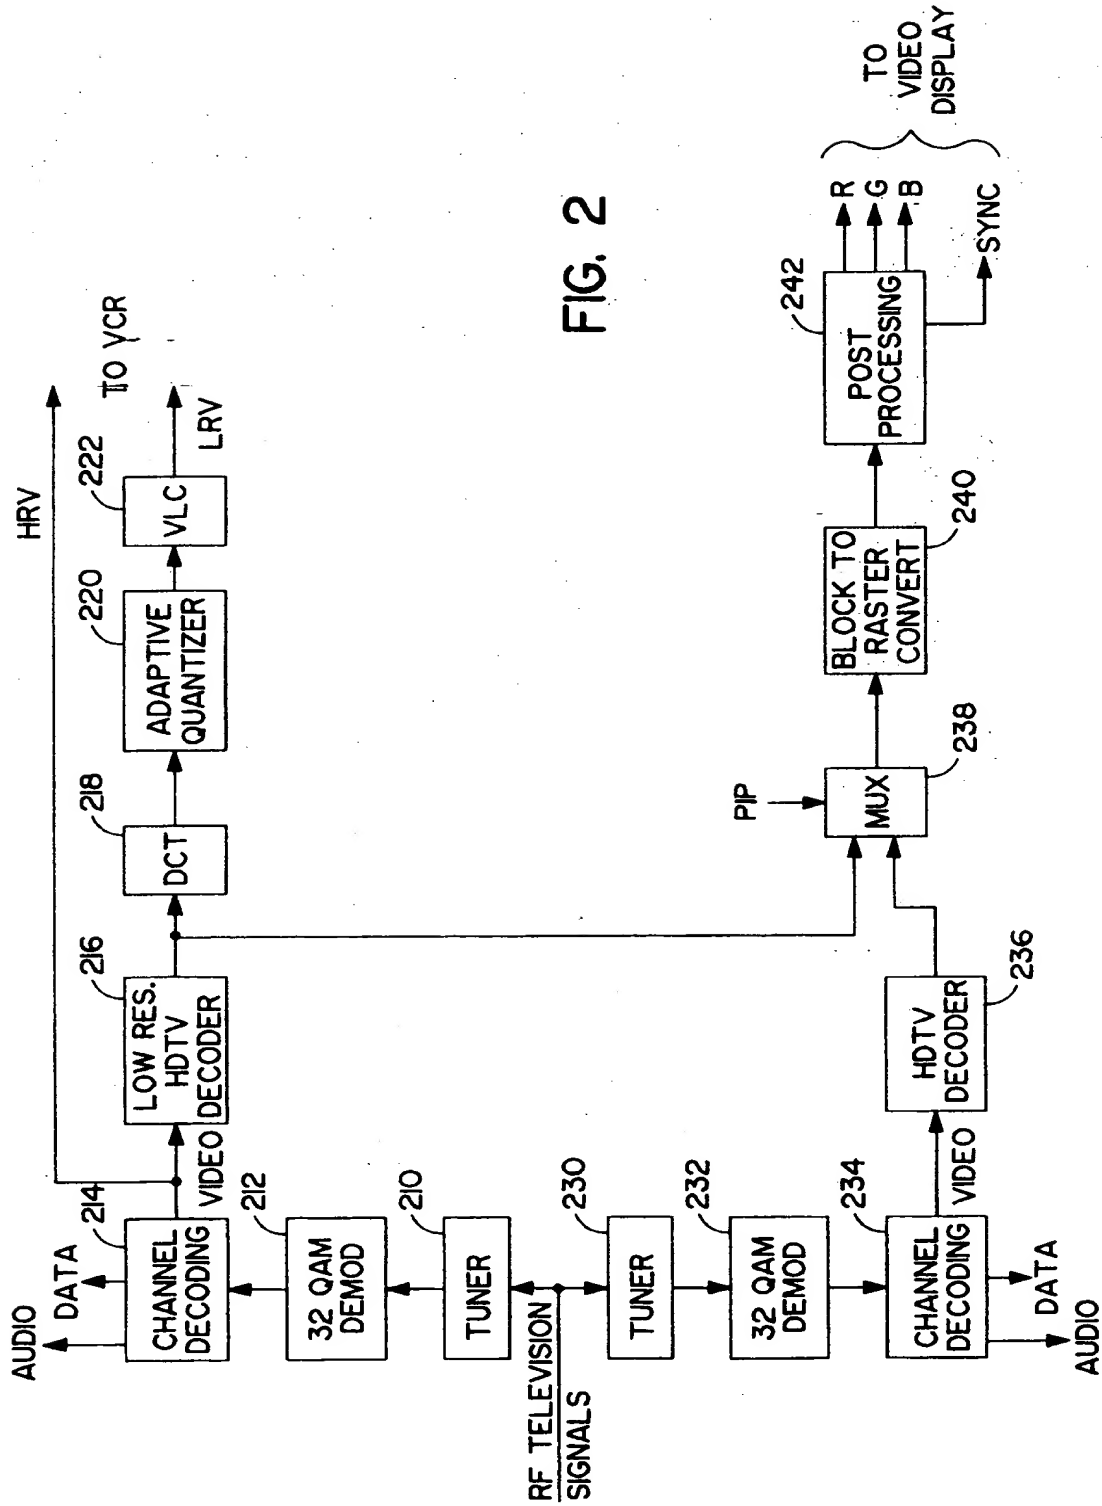 HRV
TO VCR
LRV
222
VLC
220
ADAPTIVE
QUANTIZER
218
DCT
216
LOW RES.
HDTV
DECODER
VIDEO
214
CHANNEL
DECODING
DATA
AUDIO
212
32 QAM
DEMOD
210
TUNER
RF TELEVISION
SIGNALS
230
TUNER
232
32 QAM
DEMOD
234
CHANNEL
DECODING
DATA
AUDIO
VIDEO
HDTV
DECODER
236
PIP
MUX
238
BLOCK TO
RASTER
CONVERT
240
242
POST
PROCESSING
R
G
B
SYNC
TO
VIDEO
DISPLAY
FIG. 2